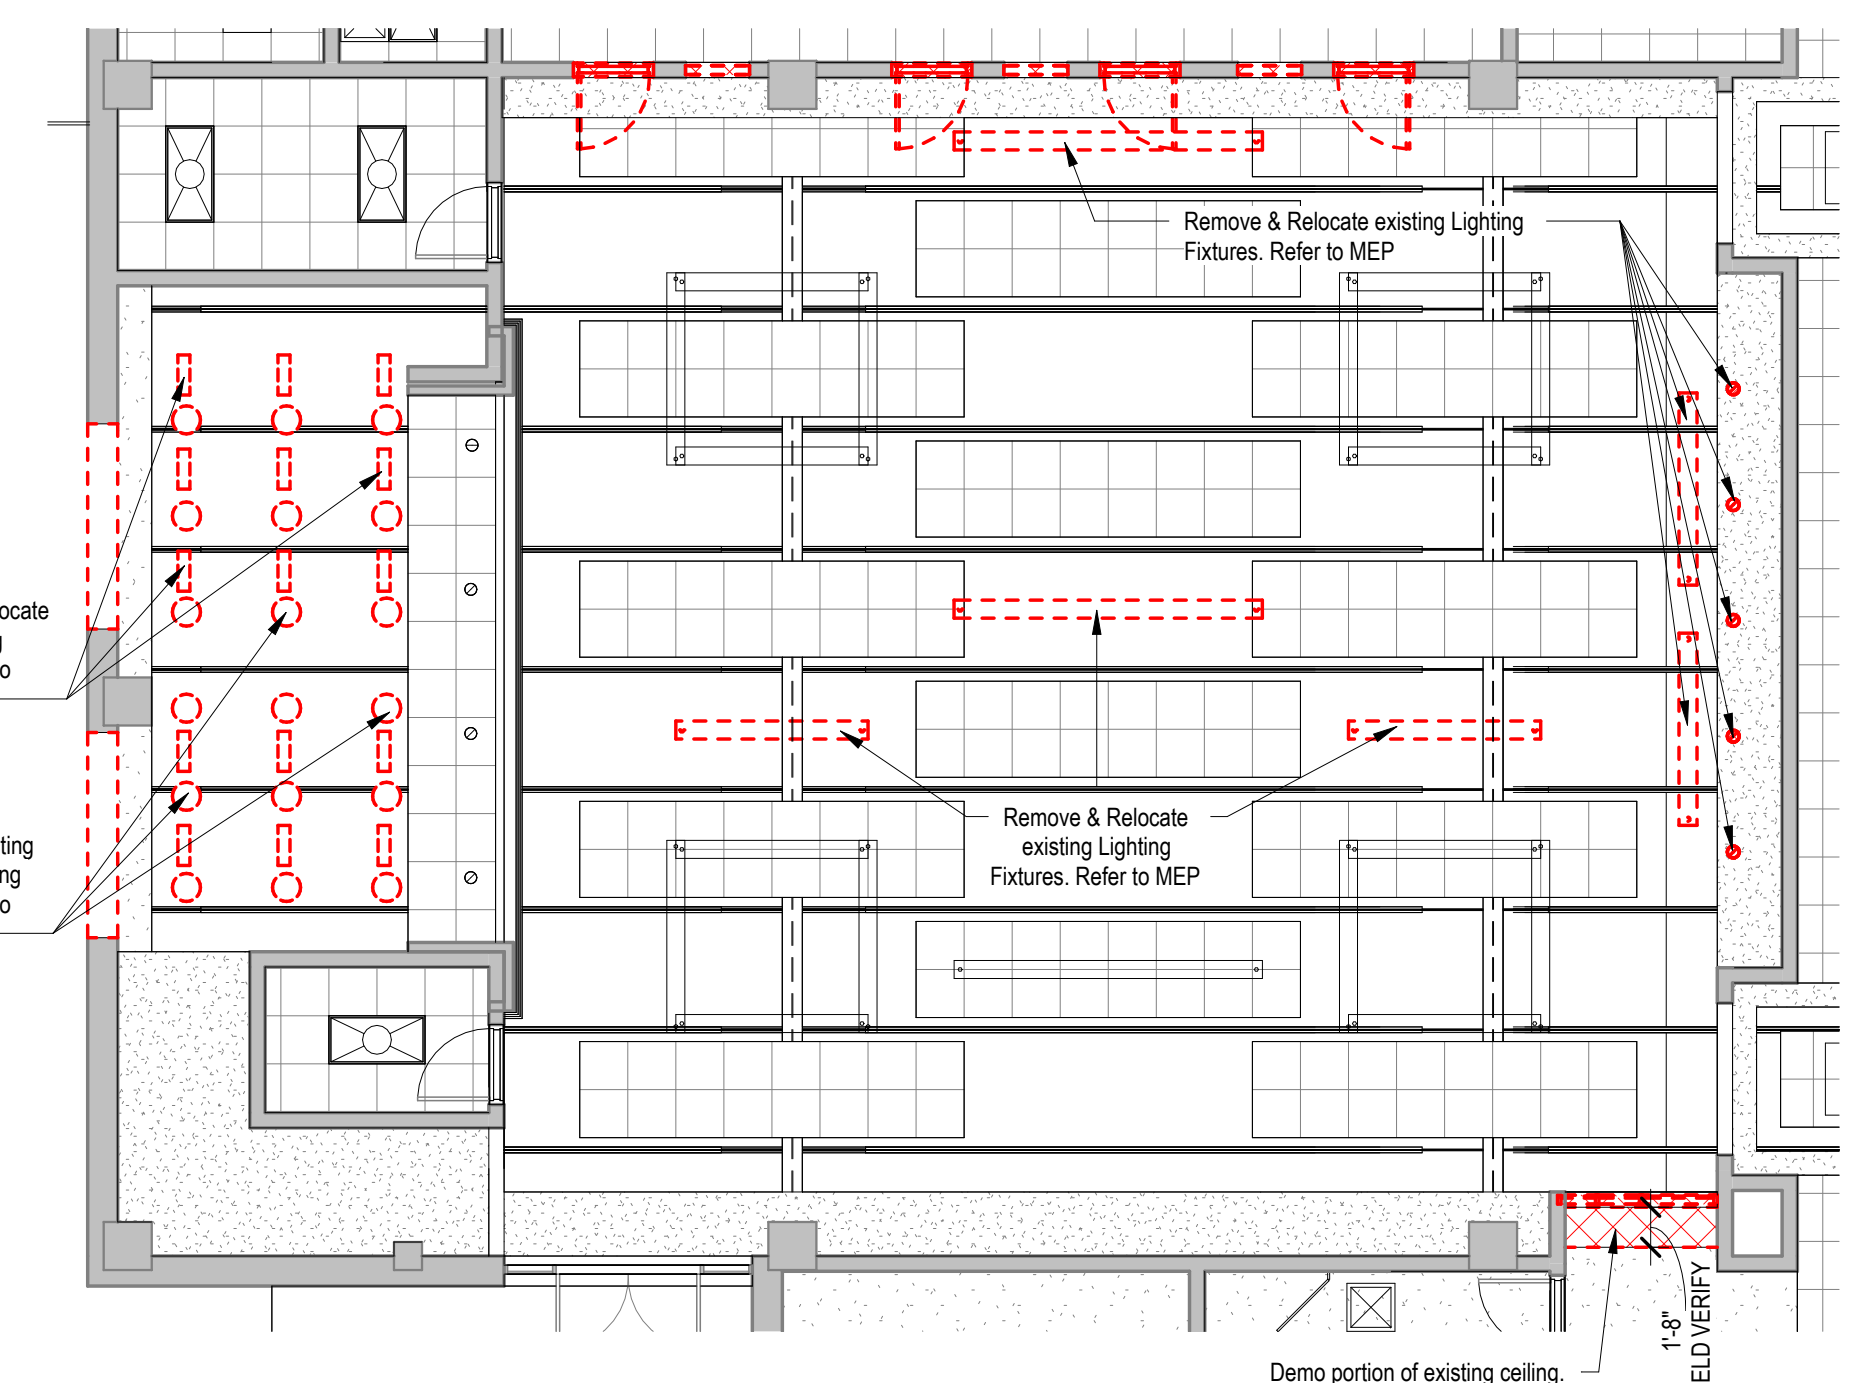 Remove & Relocate existing Lighting
Fixtures. Refer to MEP
ocate
g
o
Remove & Relocate
existing Lighting
Fixtures. Refer to MEP
ting
ng
o
1'-8"
ELD VERIFY
Demo portion of existing ceiling.